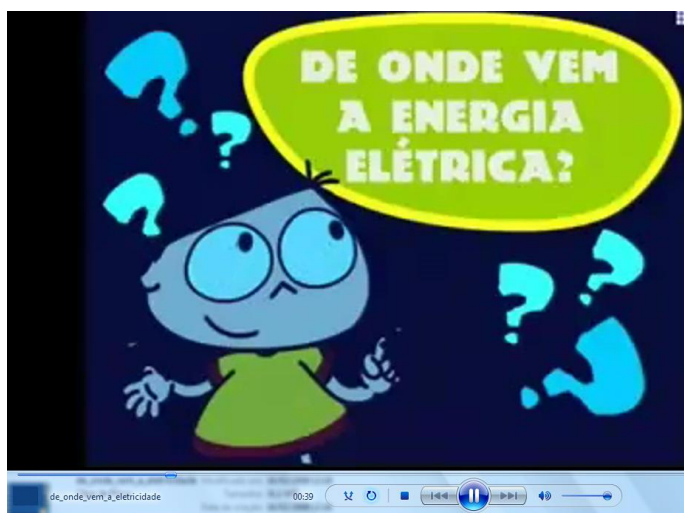 DE ONDE VEM
A ENERGIA
ELÉTRICA?
de_onde_vem_a_eletricidade
00:39